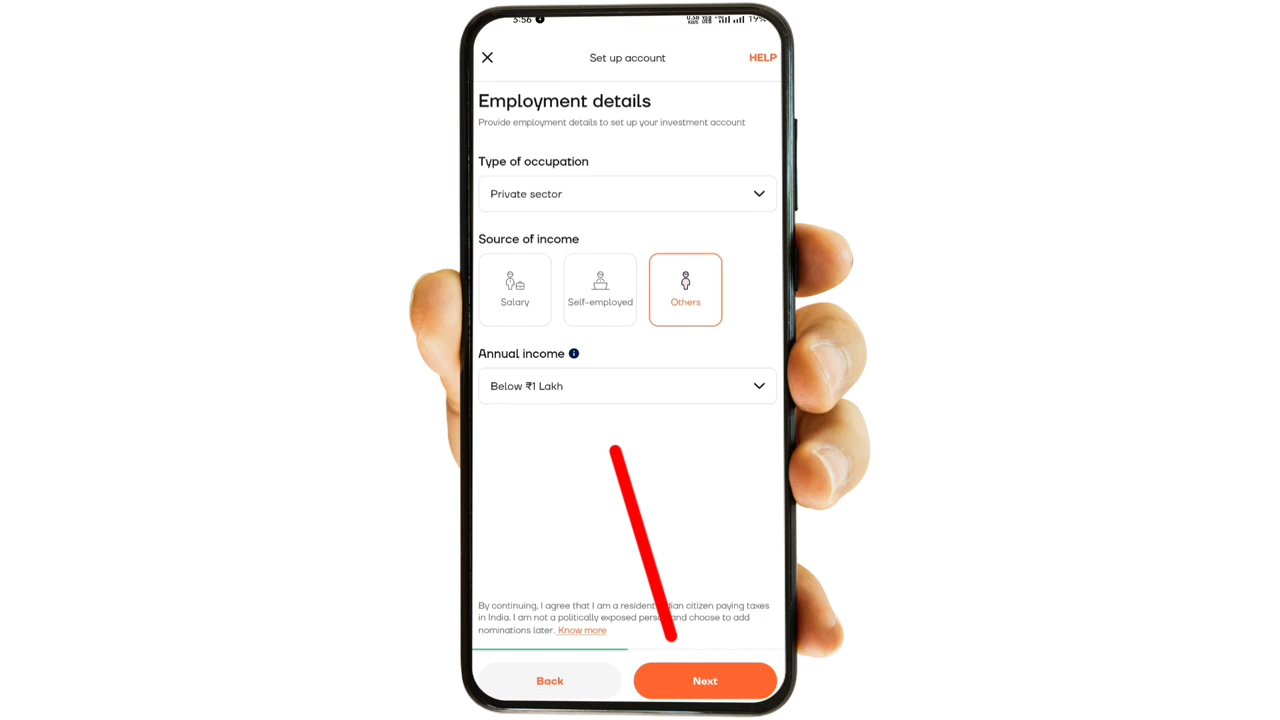 3:56
19%
Set up account
HELP
Employment details
Provide employment details to set up your investment account
Type of occupation
Private sector
Source of income
Salary
Self-employed
Others
Annual income
Below ₹1 Lakh
By continuing, I agree that I am a resident citizen paying taxes
in India. I am not a politically exposed and choose to add
nominations later. Know more
Back
Next